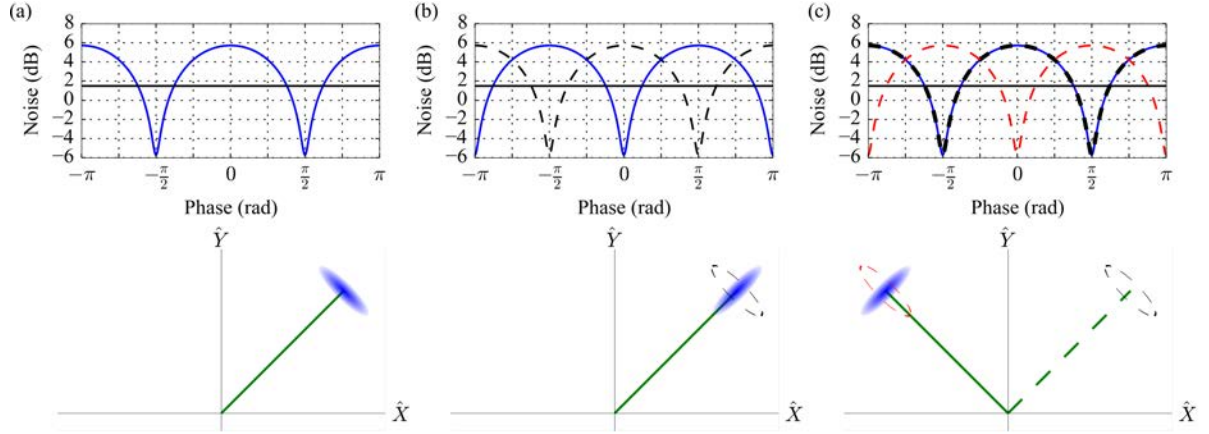 (a)
Noise (dB)
8
6
4
2
0
−2
−4
−6
−π
−π/2
0
π/2
π
Phase (rad)
Ŷ
X̂
(b)
Noise (dB)
8
6
4
2
0
−2
−4
−6
−π
−π/2
0
π/2
π
Phase (rad)
Ŷ
X̂
(c)
Noise (dB)
8
6
4
2
0
−2
−4
−6
−π
−π/2
0
π/2
π
Phase (rad)
Ŷ
X̂